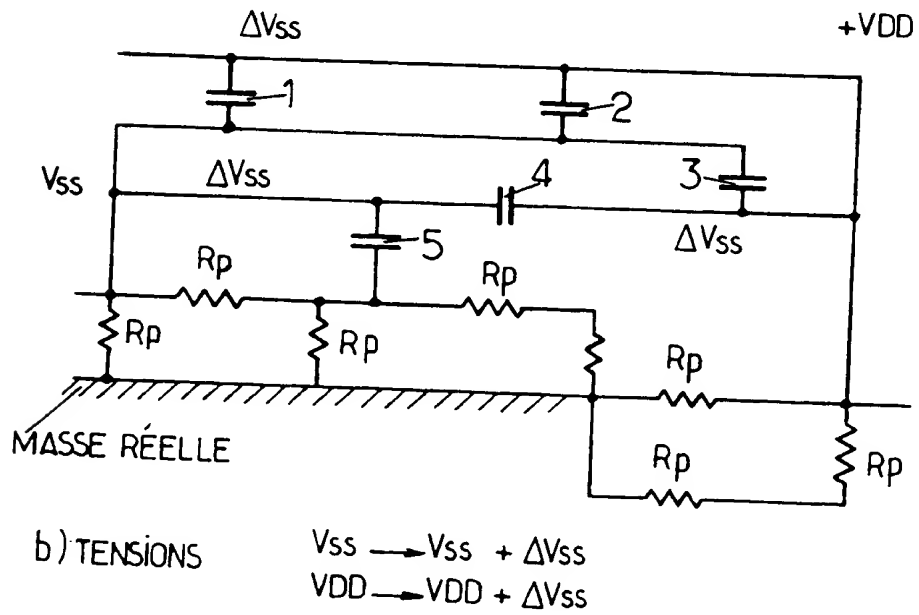 ΔVss
+VDD
1
2
Vss
ΔVss
4
3
5
ΔVss
Rp
Rp
Rp
Rp
Rp
MASSE RÉELLE
Rp
Rp
b) TENSIONS
Vss → Vss + ΔVss
VDD → VDD + ΔVss